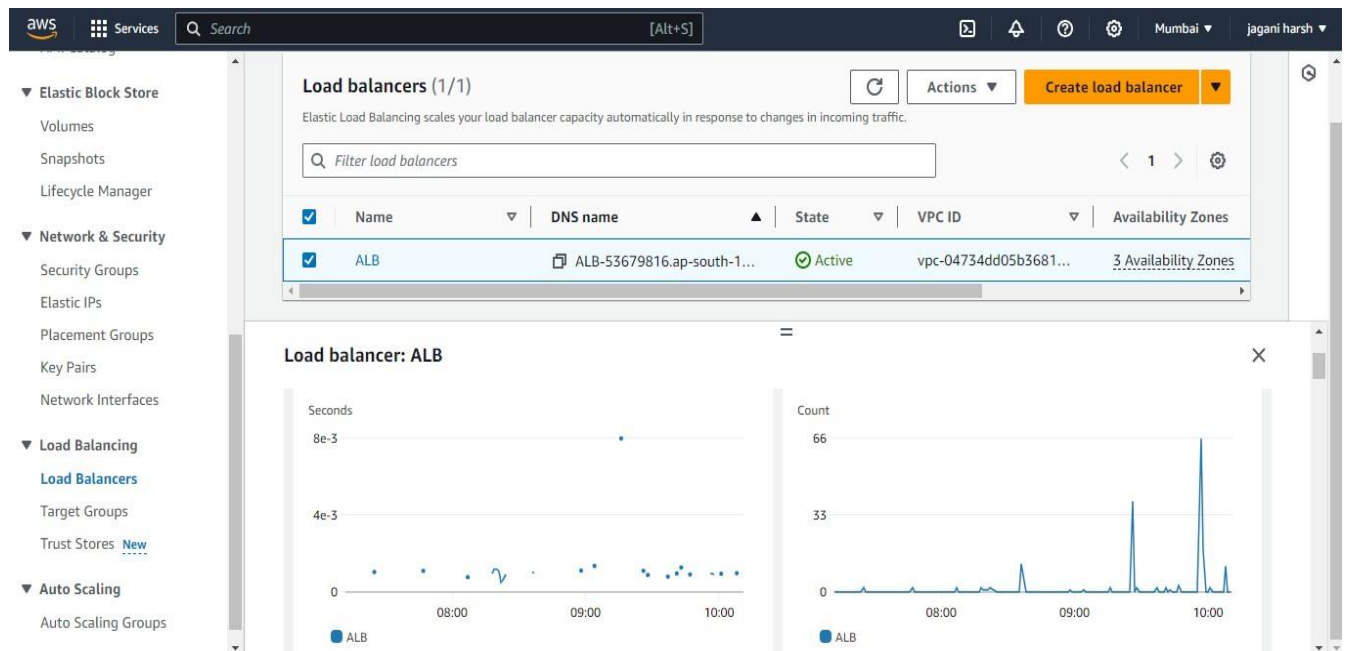 aws Services Search [Alt+S] Mumbai jagani harsh
Elastic Block Store
Volumes
Snapshots
Lifecycle Manager
Network & Security
Security Groups
Elastic IPs
Placement Groups
Key Pairs
Network Interfaces
Load Balancing
Load Balancers
Target Groups
Trust Stores New
Auto Scaling
Auto Scaling Groups
Load balancers (1/1) Actions Create load balancer
Elastic Load Balancing scales your load balancer capacity automatically in response to changes in incoming traffic.
Filter load balancers 1
Name DNS name State VPC ID Availability Zones
ALB ALB-53679816.ap-south-1... Active vpc-04734dd05b3681... 3 Availability Zones
Load balancer: ALB
Seconds
8e-3
4e-3
0
08:00 09:00 10:00
ALB
Count
66
33
0
08:00 09:00 10:00
ALB